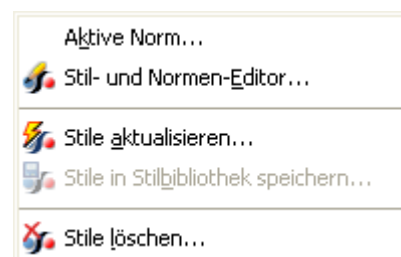 Aktive Norm...
Stil- und Normen-Editor...
Stile aktualisieren...
Stile in Stilbibliothek speichern...
Stile löschen...